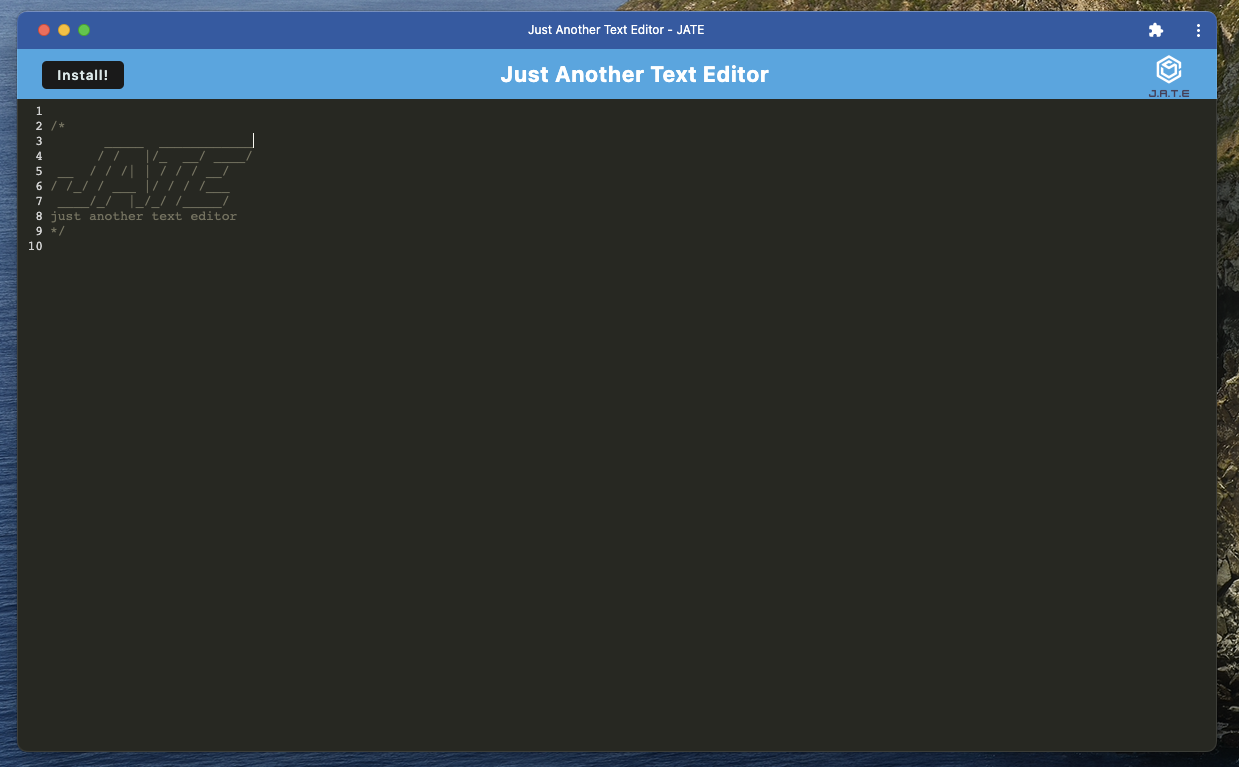 Just Another Text Editor - JATE
Install!
Just Another Text Editor
J.A.T.E
1
2 /*
3        _____  ____________
4       / /   |/_  __/ ____/
5  __  / / /| | / / / __/
6 / /_/ / ___ |/ / / /___
7  ____/_/  |_/_/ /_____/
8 just another text editor
9 */
10